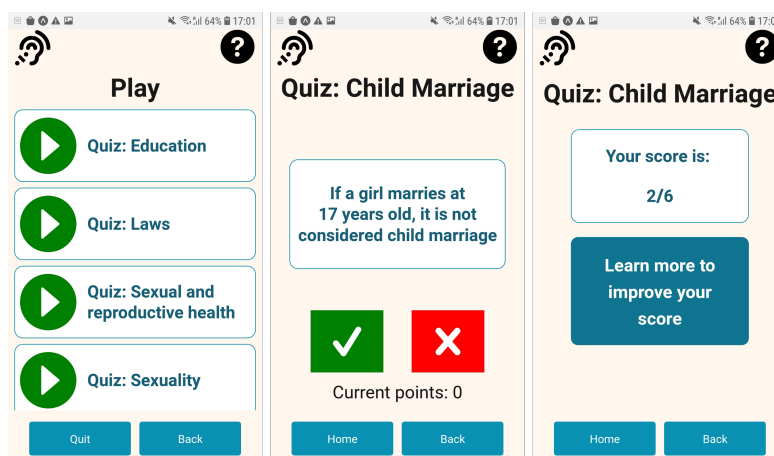 64% 17:01
?
Play
Quiz: Education
Quiz: Laws
Quiz: Sexual and
reproductive health
Quiz: Sexuality
Quit
Back
64% 17:01
?
Quiz: Child Marriage
If a girl marries at
17 years old, it is not
considered child marriage
Current points: 0
Home
Back
64% 17:0
?
Quiz: Child Marriage
Your score is:
2/6
Learn more to
improve your
score
Home
Back